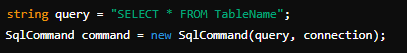 string query = "SELECT * FROM TableName";
SqlCommand command = new SqlCommand(query, connection);